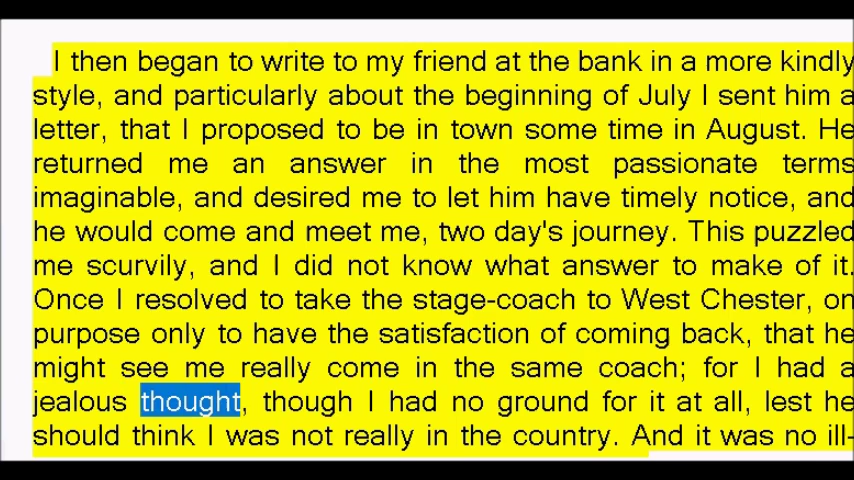 I then began to write to my friend at the bank in a more kindly
style, and particularly about the beginning of July I sent him a
letter, that I proposed to be in town some time in August. He
returned me an answer in the most passionate terms
imaginable, and desired me to let him have timely notice, and
he would come and meet me, two day's journey. This puzzled
me scurvily, and I did not know what answer to make of it.
Once I resolved to take the stage-coach to West Chester, on
purpose only to have the satisfaction of coming back, that he
might see me really come in the same coach; for I had a
jealous thought, though I had no ground for it at all, lest he
should think I was not really in the country. And it was no ill-